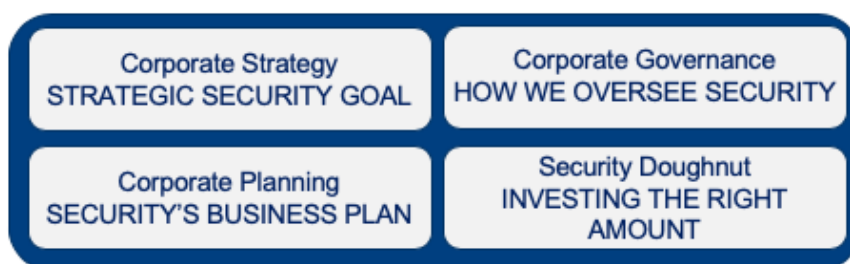 Corporate Strategy
STRATEGIC SECURITY GOAL
Corporate Governance
HOW WE OVERSEE SECURITY
Corporate Planning
SECURITY'S BUSINESS PLAN
Security Doughnut
INVESTING THE RIGHT
AMOUNT